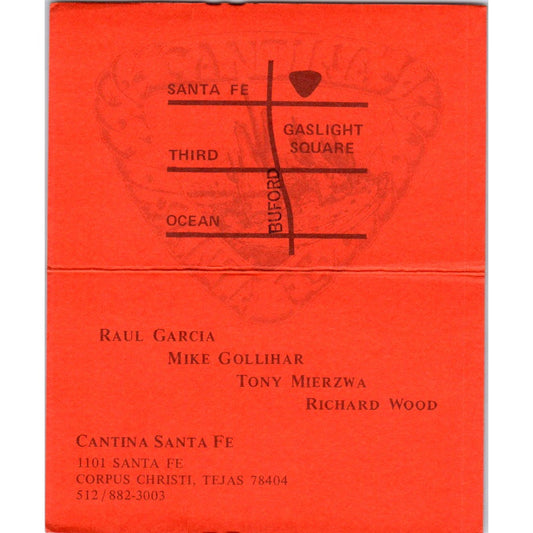 SANTA FE
GASLIGHT
SQUARE
THIRD
BUFORD
OCEAN
RAUL GARCIA
MIKE GOLLIHAR
TONY MIERZWA
RICHARD WOOD
CANTINA SANTA FE
1101 SANTA FE
CORPUS CHRISTI, TEJAS 78404
512/882-3003